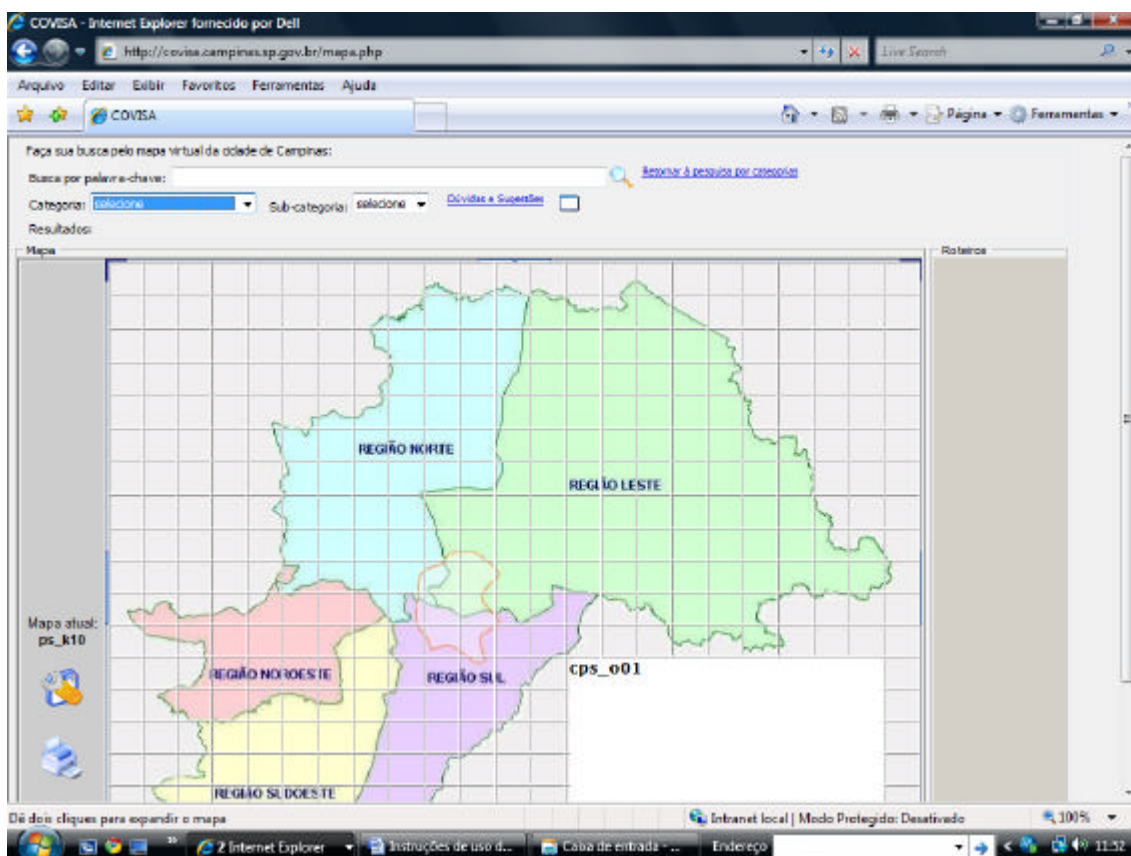 COVISA - Internet Explorer fornecido por Dell
http://covisa.campinas.sp.gov.br/mapa.php
Live Search
Arquivo Editar Exibir Favoritos Ferramentas Ajuda
COVISA
Página Ferramentas
Faça sua busca pelo mapa virtual da cidade de Campinas:
Busca por palavra-chave:
Retornar à pesquisa por categorias
Categoria: selecione Sub-categoria: selecione Dúvidas e Sugestões
Resultados:
Mapa Roteiros
REGIÃO NORTE
REGIÃO LESTE
Mapa atual:
ps_k10
REGIÃO NOROESTE
REGIÃO SUL
cps_o01
REGIÃO SUDOESTE
Dê dois cliques para expandir o mapa
Intranet local | Modo Protegido: Desativado
100%
2 Internet Explorer
Instruções de uso d...
Caixa de entrada - ...
Endereço
11:52